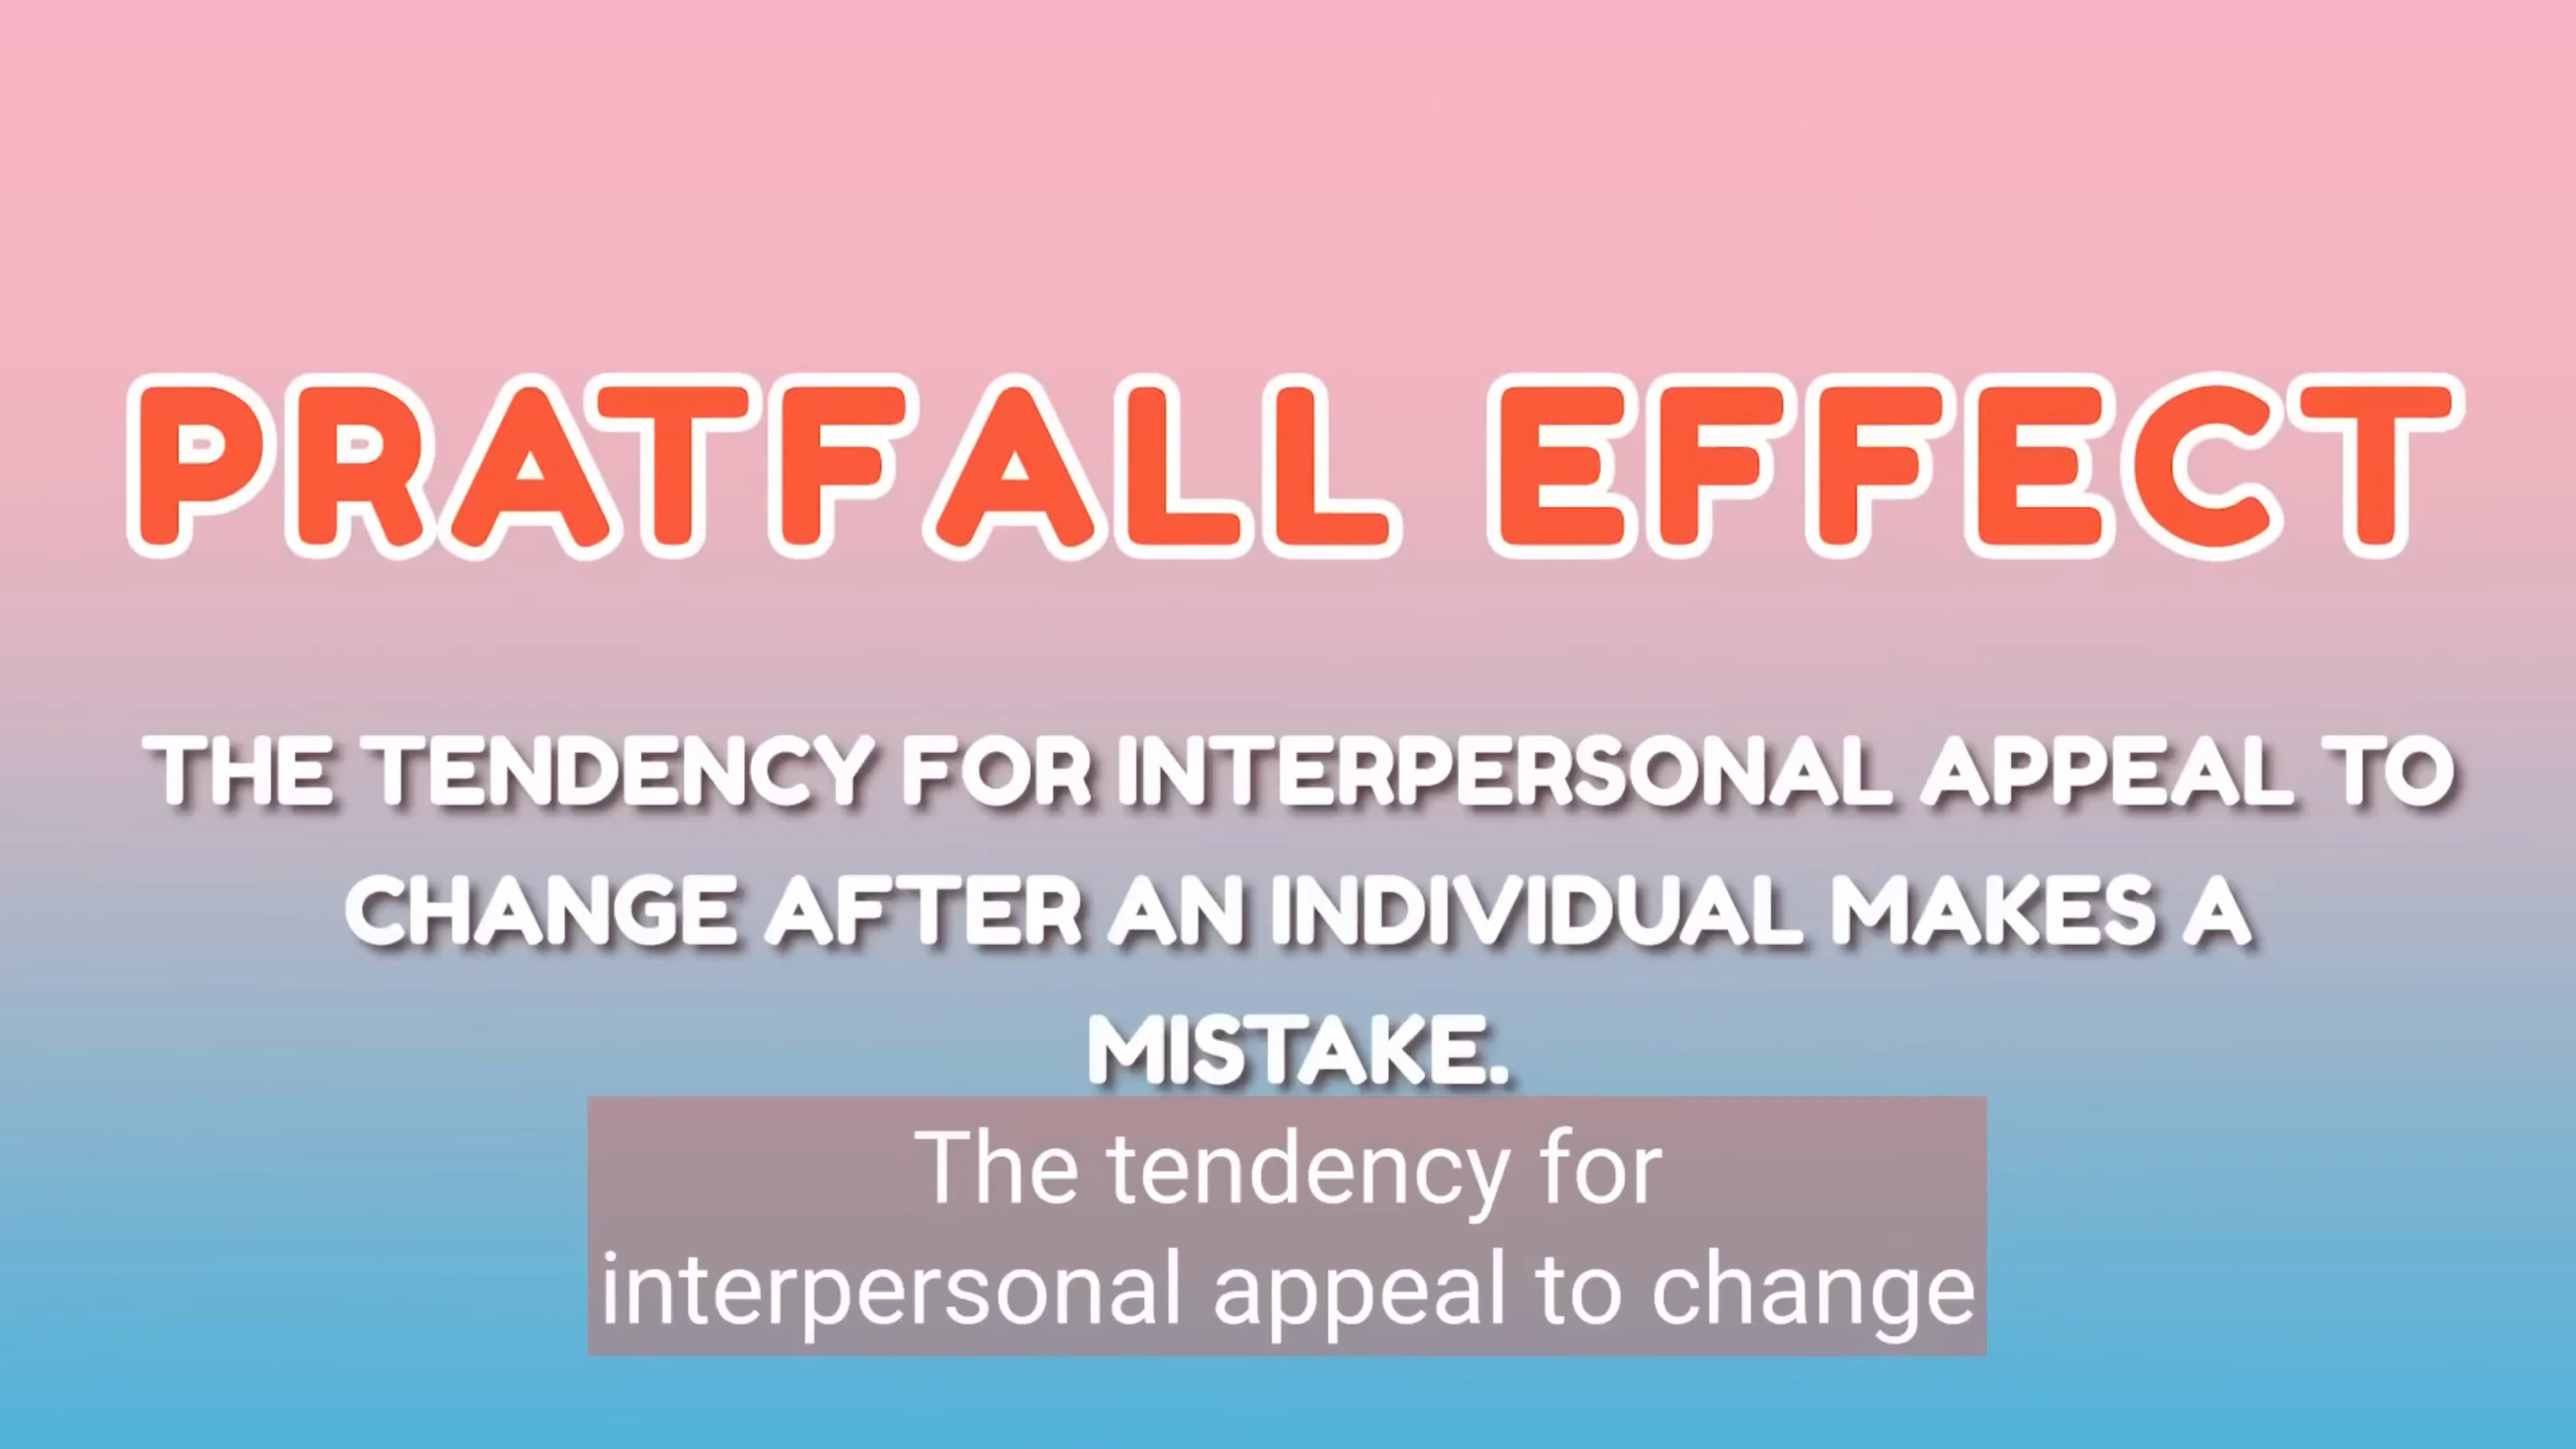 PRATFALL EFFECT
THE TENDENCY FOR INTERPERSONAL APPEAL TO
CHANGE AFTER AN INDIVIDUAL MAKES A
MISTAKE.
The tendency for
interpersonal appeal to change